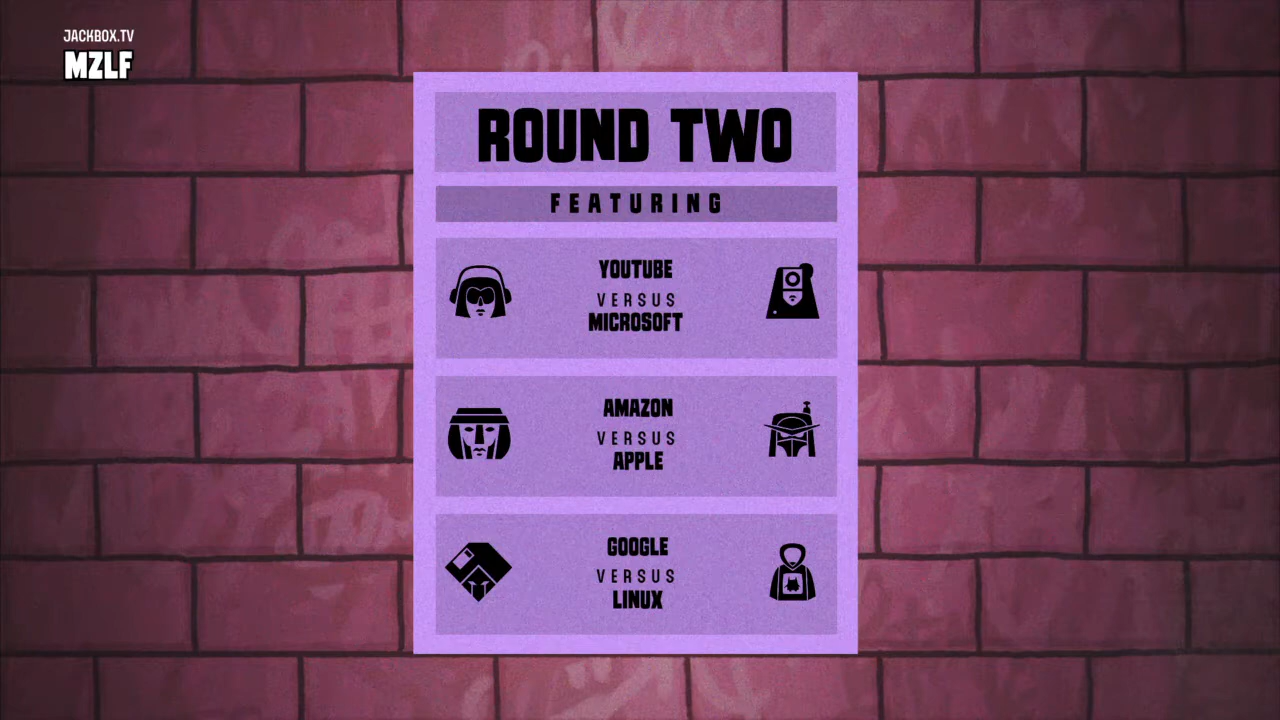 JACKBOX.TV
MZLF
ROUND TWO
FEATURING
YOUTUBE
VERSUS
MICROSOFT
AMAZON
VERSUS
APPLE
GOOGLE
VERSUS
LINUX